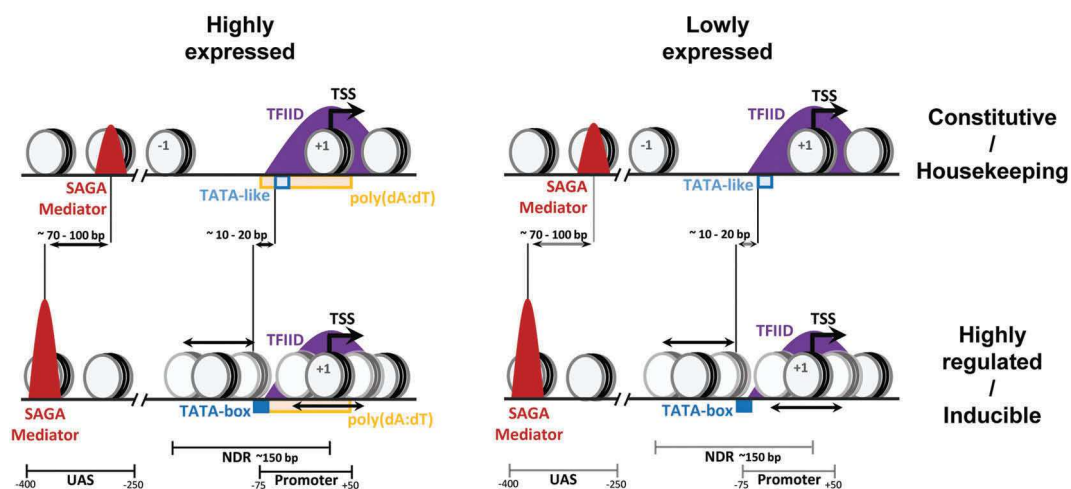 Highly
expressed
Lowly
expressed
TSS
TFIID
-1
+1
SAGA
Mediator
TATA-like
poly(dA:dT)
~ 70 - 100 bp
~ 10 - 20 bp
TSS
TFIID
-1
+1
SAGA
Mediator
TATA-like
~ 70 - 100 bp
~ 10 - 20 bp
Constitutive
/
Housekeeping
TSS
TFIID
+1
SAGA
Mediator
TATA-box
poly(dA:dT)
NDR ~150 bp
UAS
-400
-250
Promoter
-75
+50
TSS
TFIID
+1
SAGA
Mediator
TATA-box
NDR ~150 bp
UAS
-400
-250
Promoter
-75
+50
Highly
regulated
/
Inducible